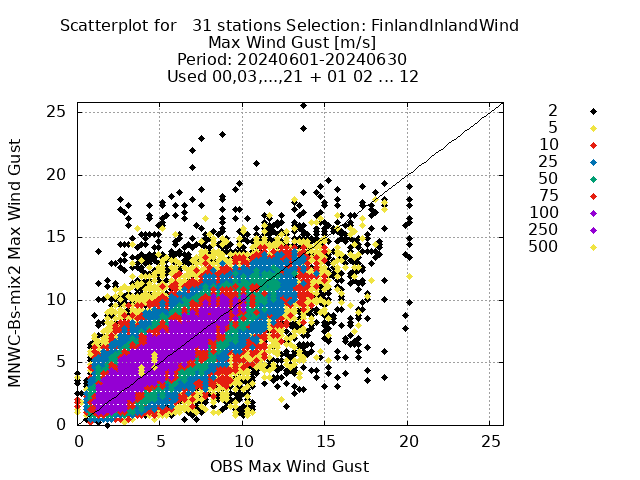 Scatterplot for   31 stations Selection: FinlandInlandWind
Max Wind Gust [m/s]
Period: 20240601-20240630
Used 00,03,...,21 + 01 02 ... 12
MNWC-Bs-mix2 Max Wind Gust
25
20
15
10
5
0
0 5 10 15 20 25
OBS Max Wind Gust
2
5
10
25
50
75
100
250
500